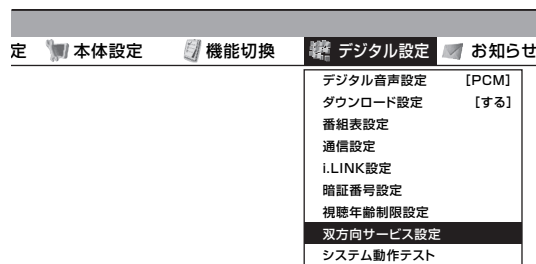 定 本体設定 機能切換 デジタル設定 お知らせ
デジタル音声設定 [PCM]
ダウンロード設定 [する]
番組表設定
通信設定
i.LINK設定
暗証番号設定
視聴年齢制限設定
双方向サービス設定
システム動作テスト